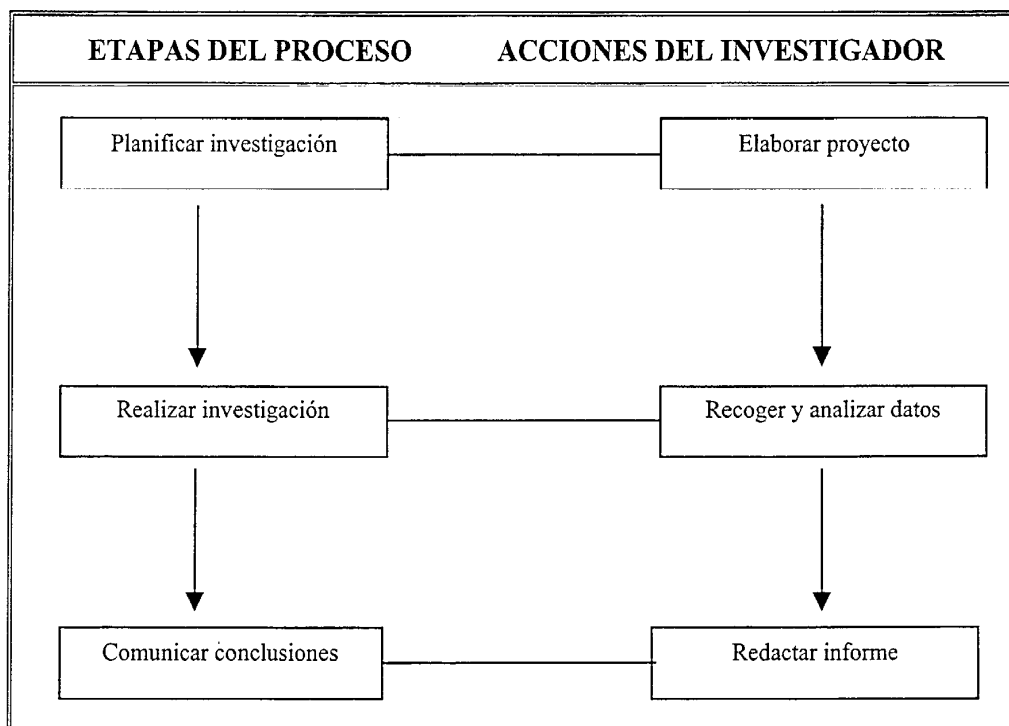 ETAPAS DEL PROCESO ACCIONES DEL INVESTIGADOR
Planificar investigación
Elaborar proyecto
Realizar investigación
Recoger y analizar datos
Comunicar conclusiones
Redactar informe